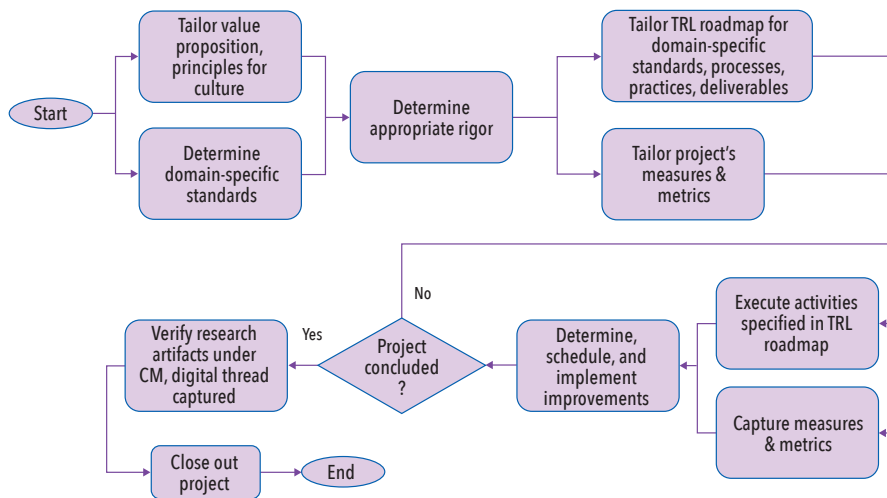 Start
Tailor value
proposition,
principles for
culture
Determine
domain-specific
standards
Determine
appropriate rigor
Tailor TRL roadmap for
domain-specific
standards, processes,
practices, deliverables
Tailor project's
measures & metrics
Execute activities
specified in TRL
roadmap
Capture measures
& metrics
Determine,
schedule, and
implement
improvements
Project
concluded
?
No
Yes
Verify research
artifacts under
CM, digital thread
captured
Close out
project
End